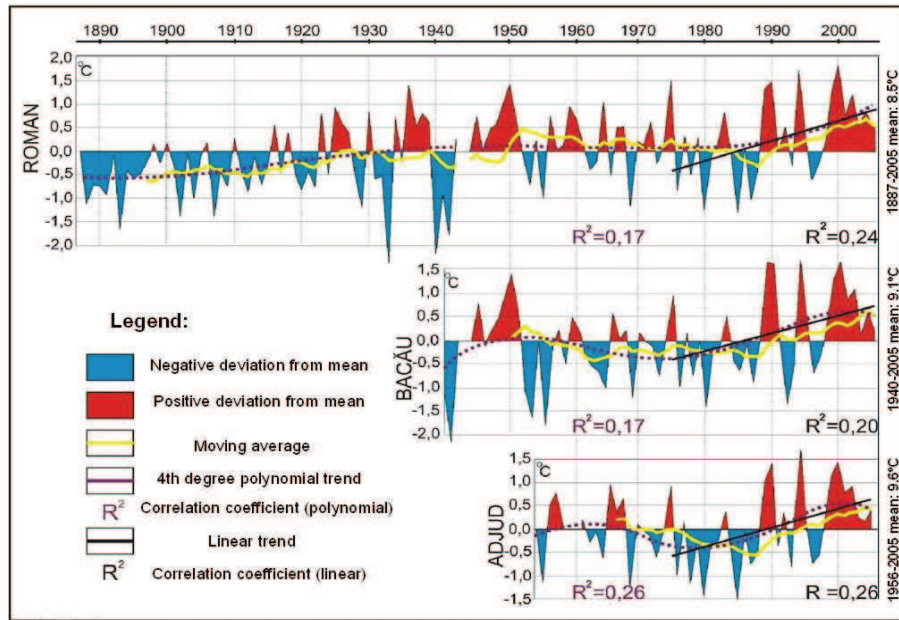 1890 1900 1910 1920 1930 1940 1950 1960 1970 1980 1990 2000
2,0
1,5
1,0
0,5
0,0
-0,5
-1,0
-1,5
-2,0
°C
ROMAN
R²=0,17
R²=0,24
1887-2005 mean: 8.5°C
1,5
1,0
0,5
0,0
-0,5
-1,0
-1,5
-2,0
°C
BACĂU
R²=0,17
R²=0,20
1940-2005 mean: 9.1°C
Legend:
Negative deviation from mean
Positive deviation from mean
Moving average
4th degree polynomial trend
R² Correlation coefficient (polynomial)
Linear trend
R² Correlation coefficient (linear)
1,5
1,0
0,5
0,0
-0,5
-1,0
-1,5
°C
ADJUD
R²=0,26
R =0,26
1956-2005 mean: 9.6°C